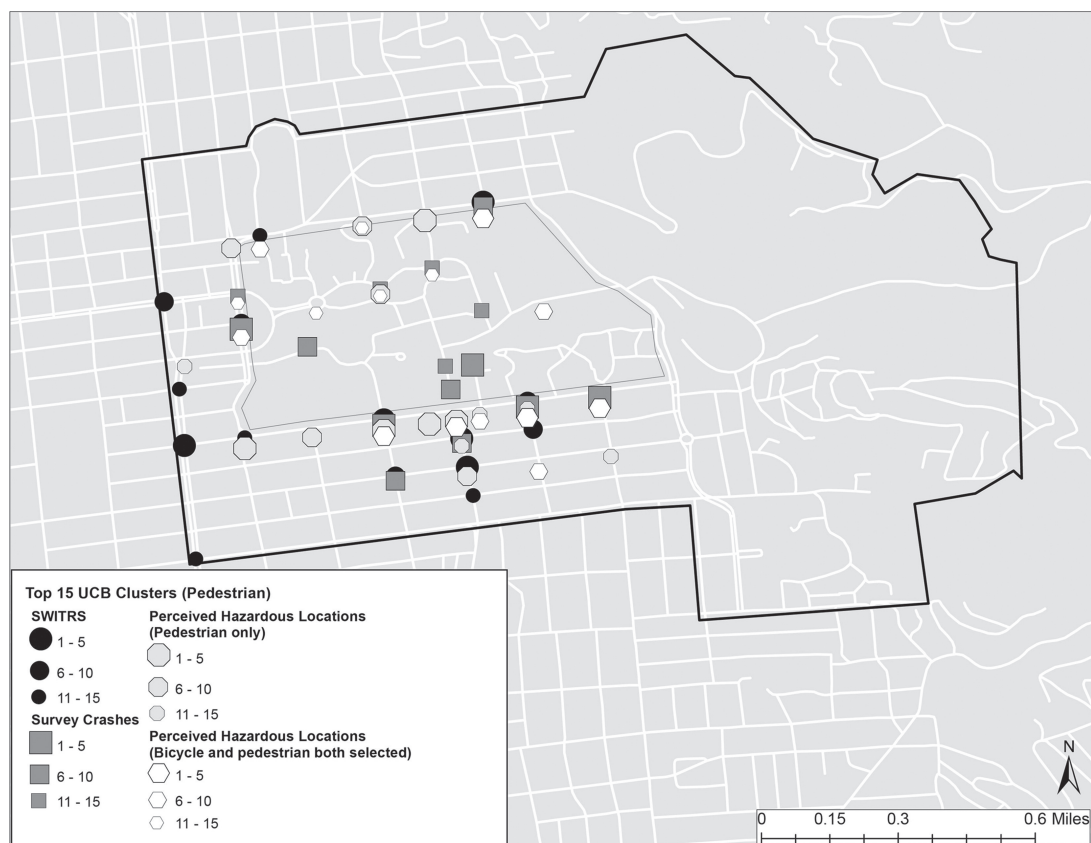 Top 15 UCB Clusters (Pedestrian)
SWITRS
1 - 5
6 - 10
11 - 15
Survey Crashes
1 - 5
6 - 10
11 - 15
Perceived Hazardous Locations
(Pedestrian only)
1 - 5
6 - 10
11 - 15
Perceived Hazardous Locations
(Bicycle and pedestrian both selected)
1 - 5
6 - 10
11 - 15
N
0 0.15 0.3 0.6 Miles